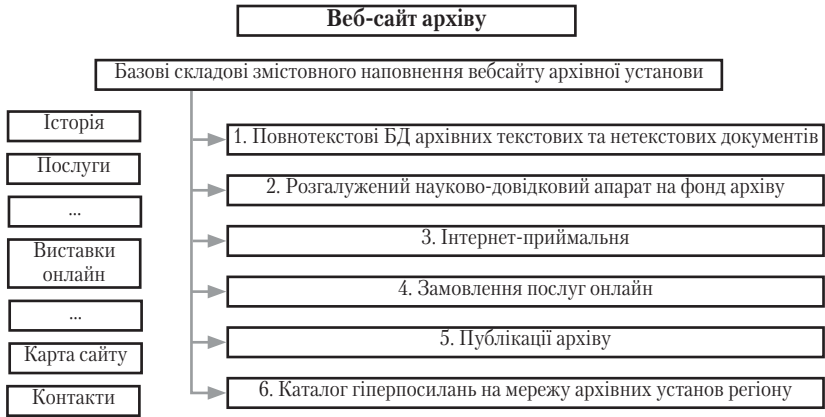 Веб-сайт архіву
Базові складові змістовного наповнення вебсайту архівної установи
Історія
Послуги
...
Виставки
онлайн
...
Карта сайту
Контакти
1. Повнотекстові БД архівних текстових та нетекстових документів
2. Розгалужений науково-довідковий апарат на фонд архіву
3. Інтернет-приймальня
4. Замовлення послуг онлайн
5. Публікації архіву
6. Каталог гіперпосилань на мережу архівних установ регіону